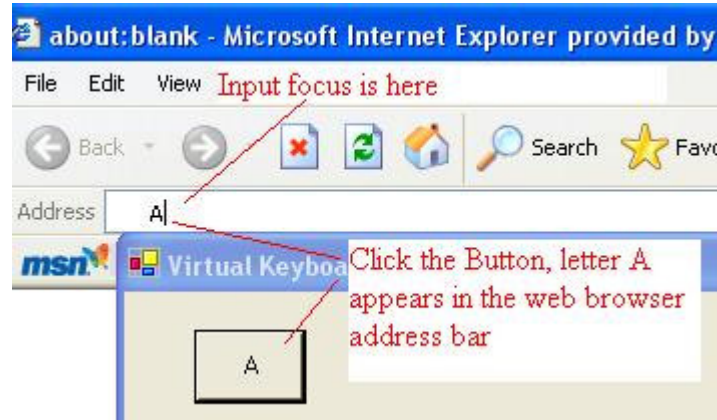 about:blank - Microsoft Internet Explorer provided by
File Edit View Input focus is here
Back Search Favo
Address A
msn Virtual Keyboa Click the Button, letter A
appears in the web browser
address bar
A